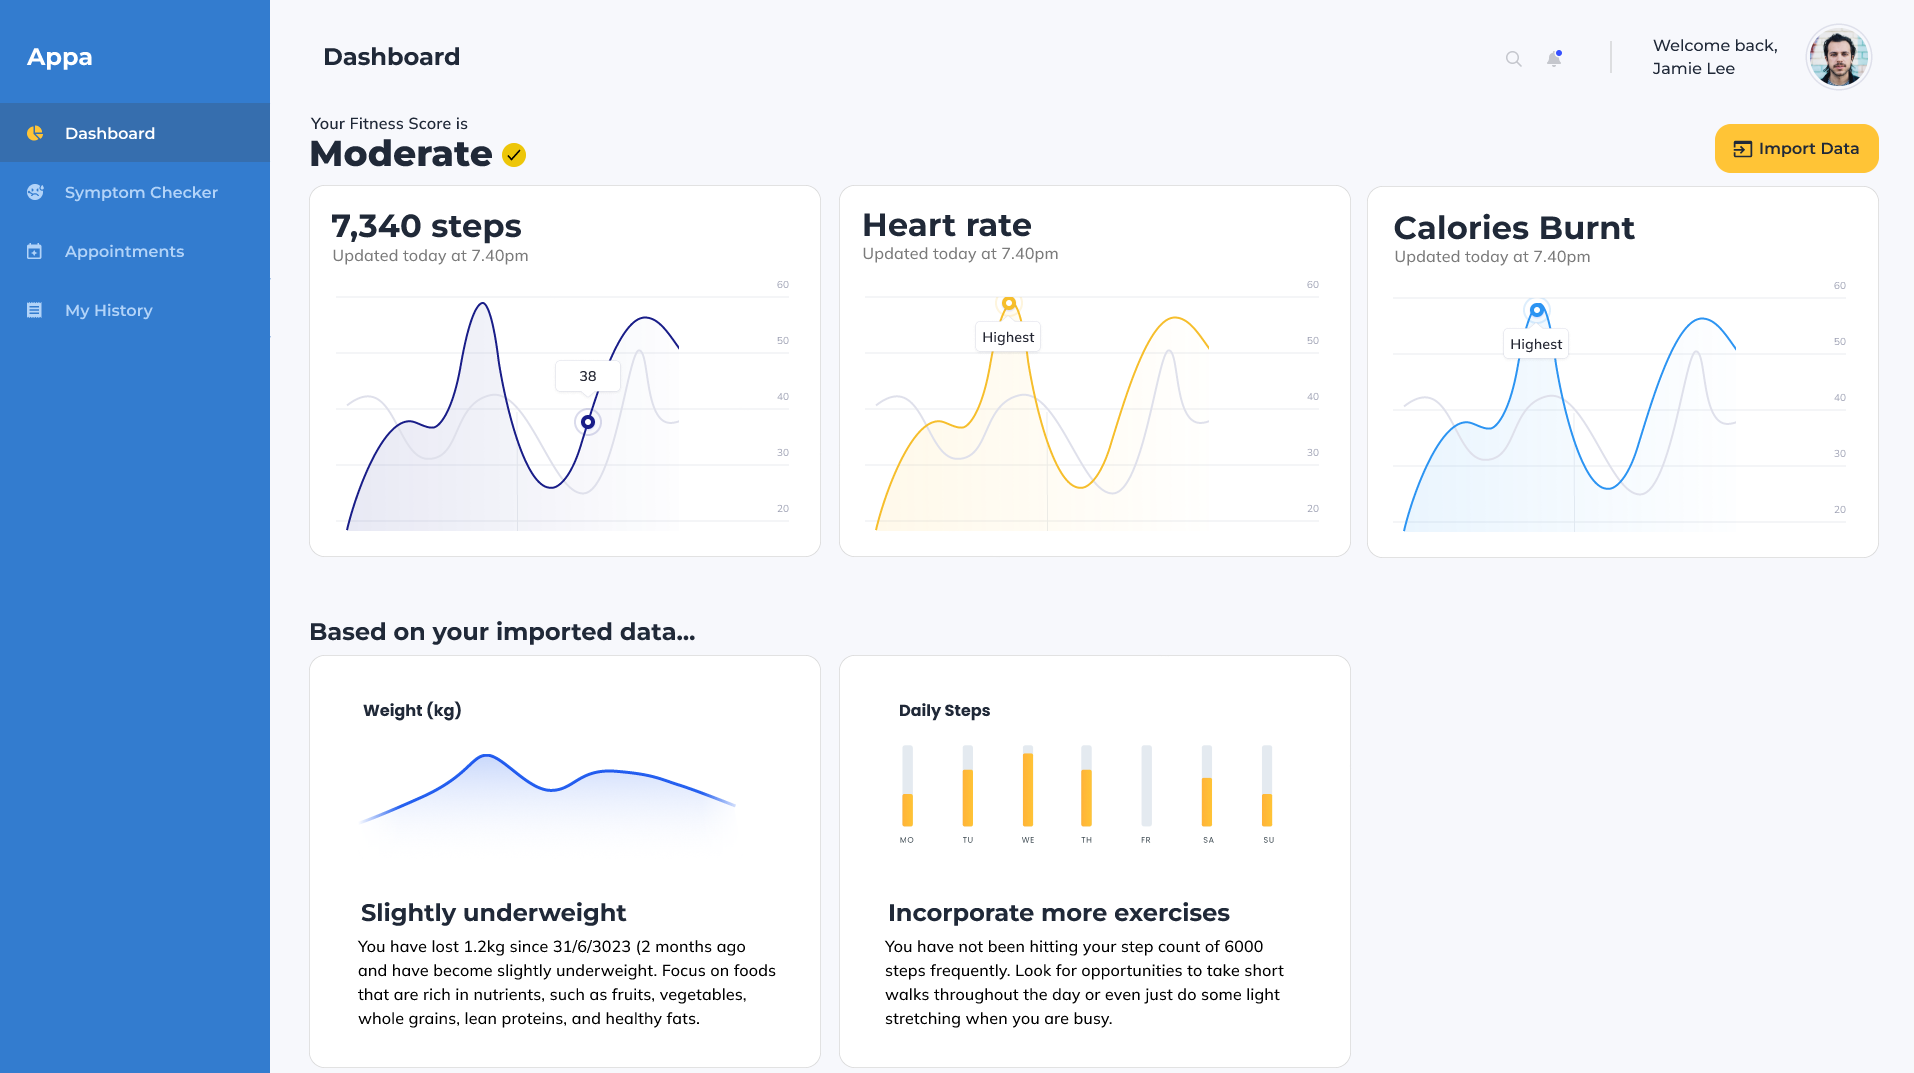 Appa
Dashboard
Symptom Checker
Appointments
My History
Dashboard
Welcome back,
Jamie Lee
Your Fitness Score is
Moderate
Import Data
7,340 steps
Updated today at 7.40pm
60
50
40
30
20
38
Heart rate
Updated today at 7.40pm
60
50
40
30
20
Highest
Calories Burnt
Updated today at 7.40pm
60
50
40
30
20
Highest
Based on your imported data...
Weight (kg)
Slightly underweight
You have lost 1.2kg since 31/6/3023 (2 months ago
and have become slightly underweight. Focus on foods
that are rich in nutrients, such as fruits, vegetables,
whole grains, lean proteins, and healthy fats.
Daily Steps
MO TU WE TH FR SA SU
Incorporate more exercises
You have not been hitting your step count of 6000
steps frequently. Look for opportunities to take short
walks throughout the day or even just do some light
stretching when you are busy.